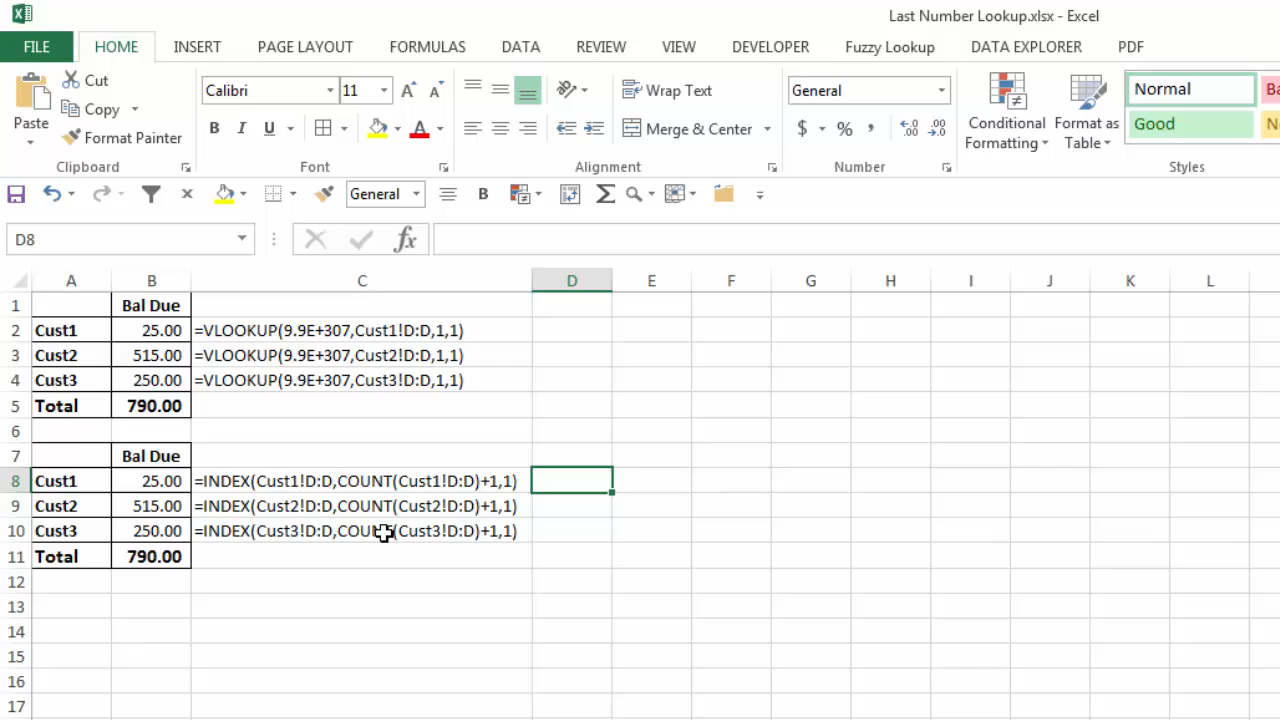 Last Number Lookup.xlsx - Excel
FILE HOME INSERT PAGE LAYOUT FORMULAS DATA REVIEW VIEW DEVELOPER Fuzzy Lookup DATA EXPLORER PDF
Cut
Copy
Format Painter
Paste
Clipboard
Calibri 11
B I U
Font
Wrap Text
Merge & Center
Alignment
General
$ % ,
Number
Conditional Formatting
Format as Table
Normal Ba
Good
Styles
General B
D8 fx
A B C D E F G H I J K L
1 Bal Due
2 Cust1 25.00 =VLOOKUP(9.9E+307,Cust1!D:D,1,1)
3 Cust2 515.00 =VLOOKUP(9.9E+307,Cust2!D:D,1,1)
4 Cust3 250.00 =VLOOKUP(9.9E+307,Cust3!D:D,1,1)
5 Total 790.00
6
7 Bal Due
8 Cust1 25.00 =INDEX(Cust1!D:D,COUNT(Cust1!D:D)+1,1)
9 Cust2 515.00 =INDEX(Cust2!D:D,COUNT(Cust2!D:D)+1,1)
10 Cust3 250.00 =INDEX(Cust3!D:D,COUNT(Cust3!D:D)+1,1)
11 Total 790.00
12
13
14
15
16
17